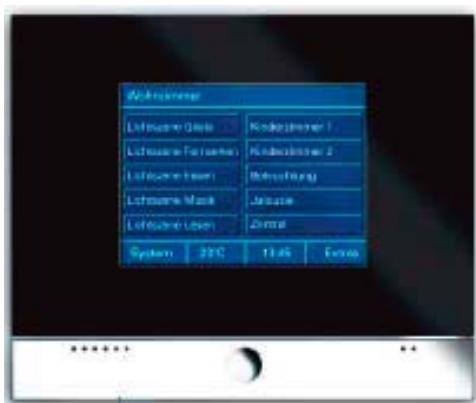 Wohnzimmer
Lichtszene Gäste Kinderzimmer 1
Lichtszene Fernsehen Kinderzimmer 2
Lichtszene Essen Beleuchtung
Lichtszene Musik Jalousie
Lichtszene Lesen Zentral
System 23°C 13:45 Extras